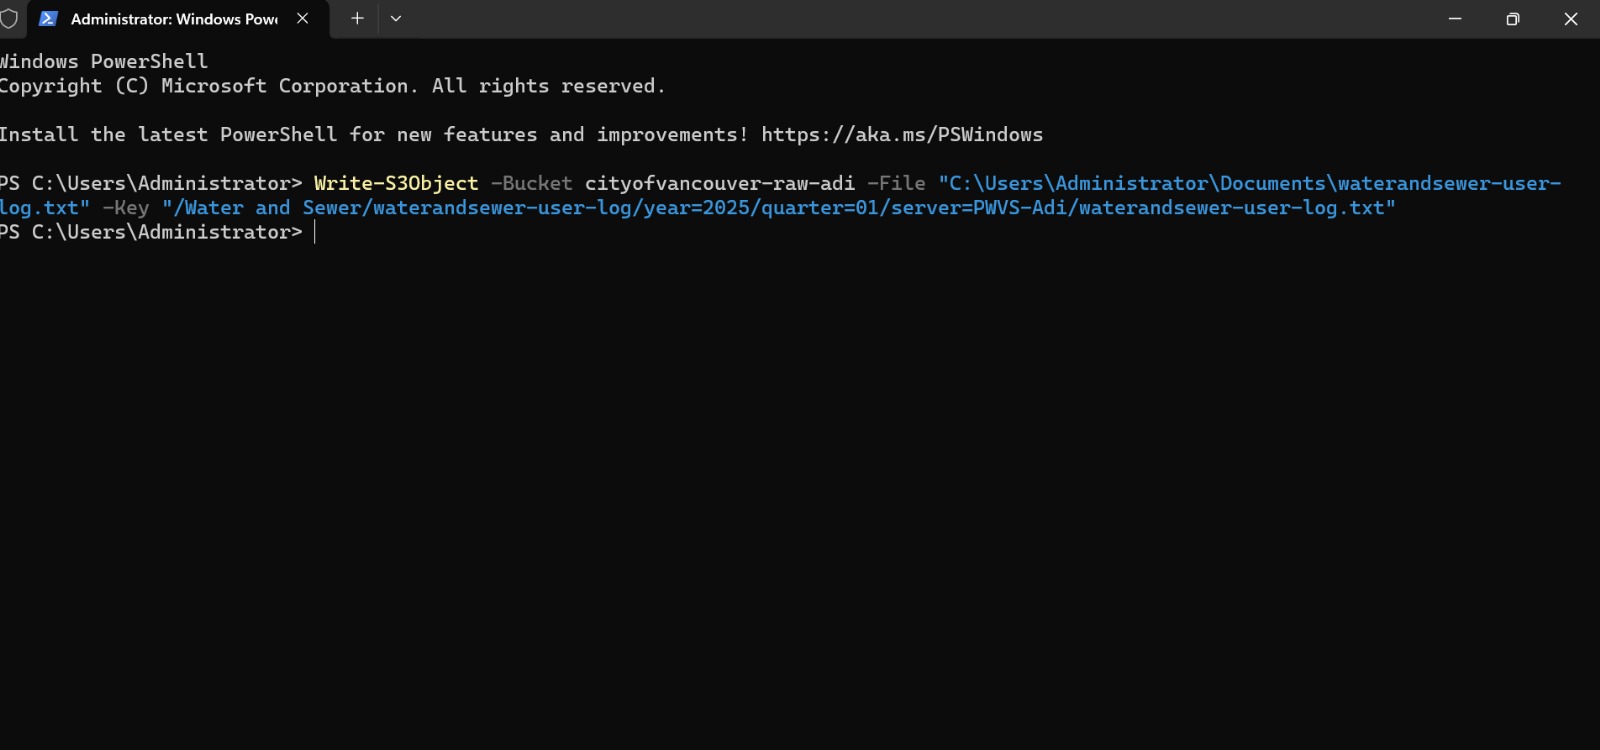 Administrator: Windows Powe
Windows PowerShell
Copyright (C) Microsoft Corporation. All rights reserved.
Install the latest PowerShell for new features and improvements! https://aka.ms/PSWindows
PS C:\Users\Administrator> Write-S3Object -Bucket cityofvancouver-raw-adi -File "C:\Users\Administrator\Documents\waterandsewer-user-
log.txt" -Key "/Water and Sewer/waterandsewer-user-log/year=2025/quarter=01/server=PWVS-Adi/waterandsewer-user-log.txt"
PS C:\Users\Administrator>